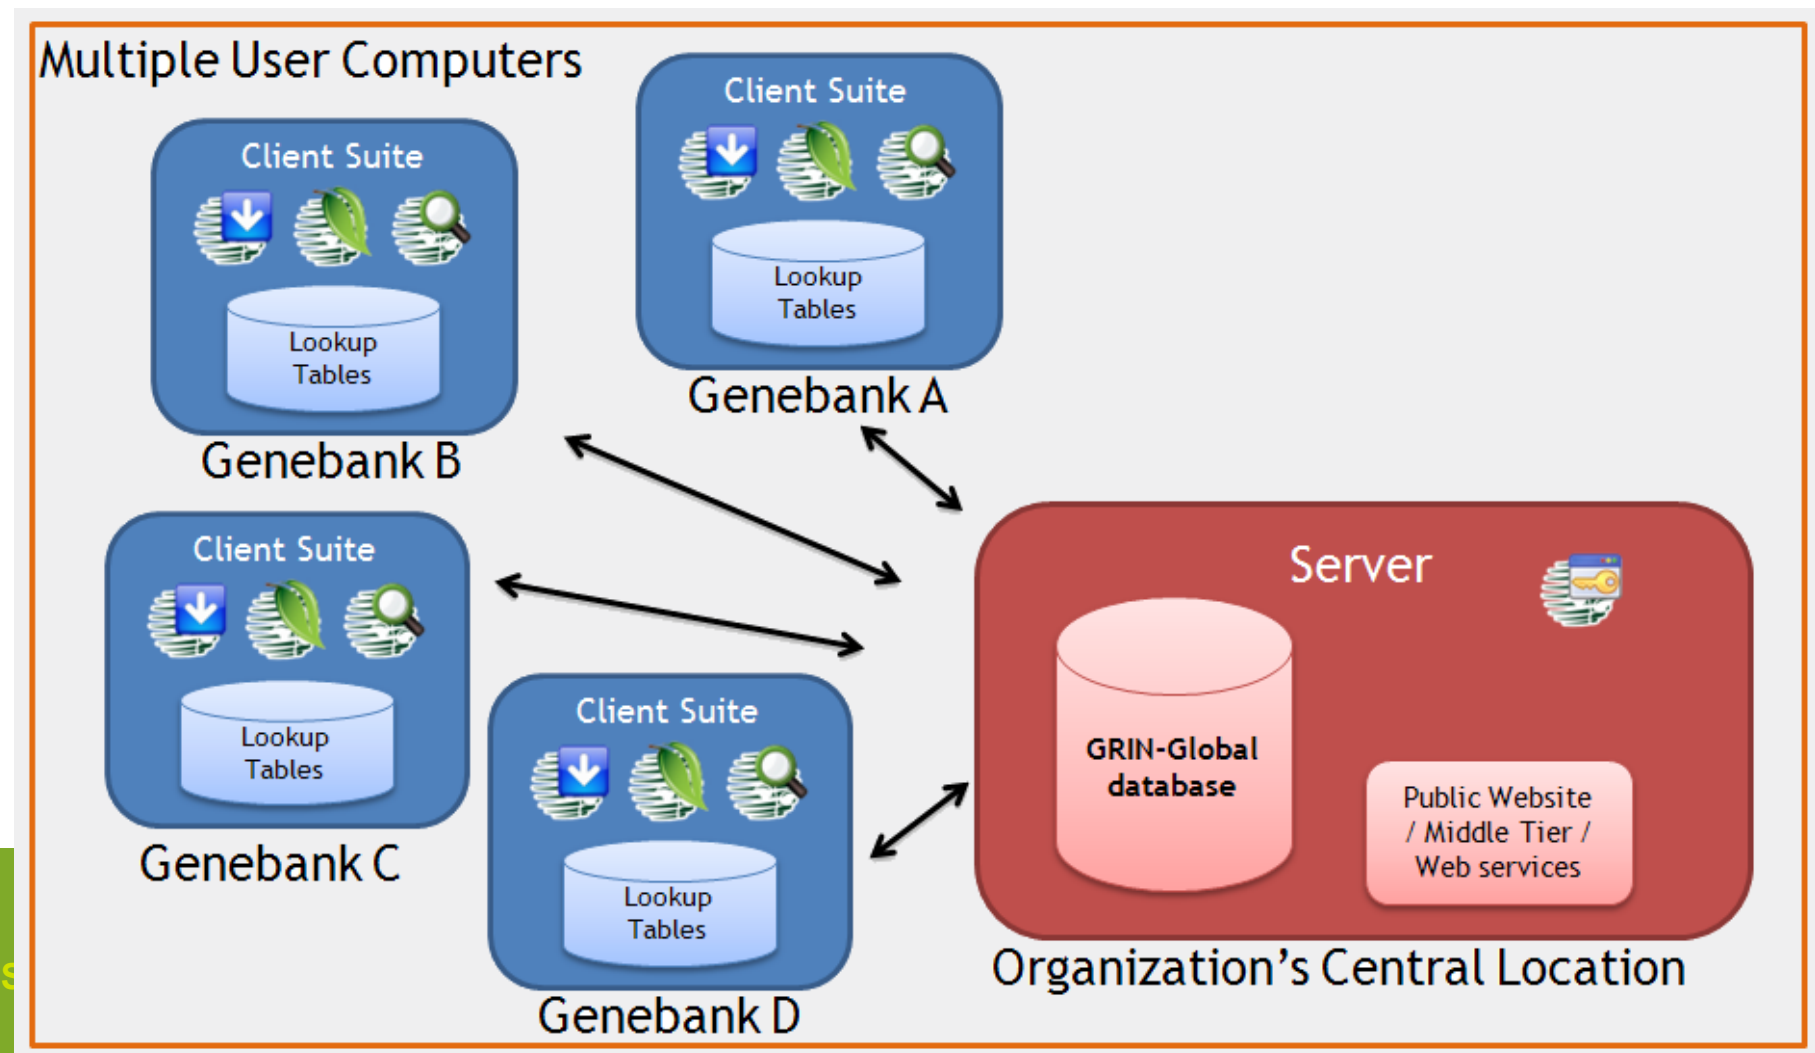 Multiple User Computers
Client Suite
Lookup
Tables
Genebank A
Client Suite
Lookup
Tables
Genebank B
Client Suite
Lookup
Tables
Genebank C
Client Suite
Lookup
Tables
Genebank D
Server
GRIN-Global
database
Public Website
/ Middle Tier /
Web services
Organization’s Central Location
s